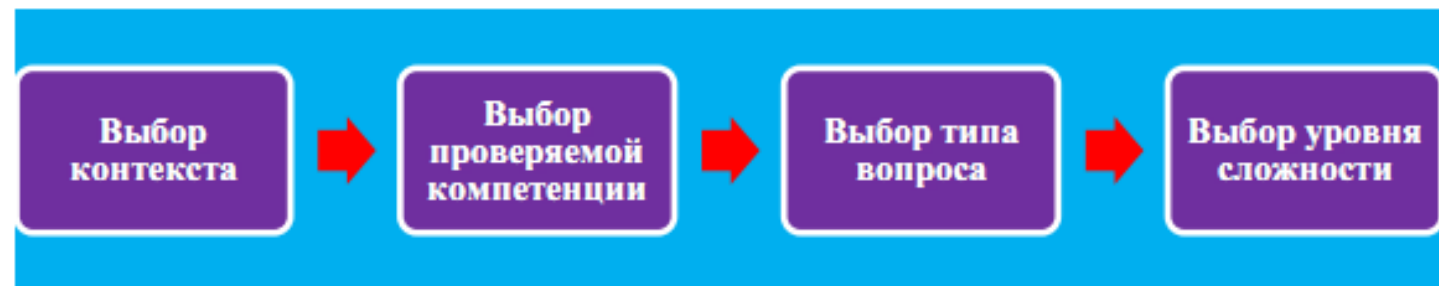 Выбор
контекста
Выбор
проверяемой
компетенции
Выбор типа
вопроса
Выбор уровня
сложности